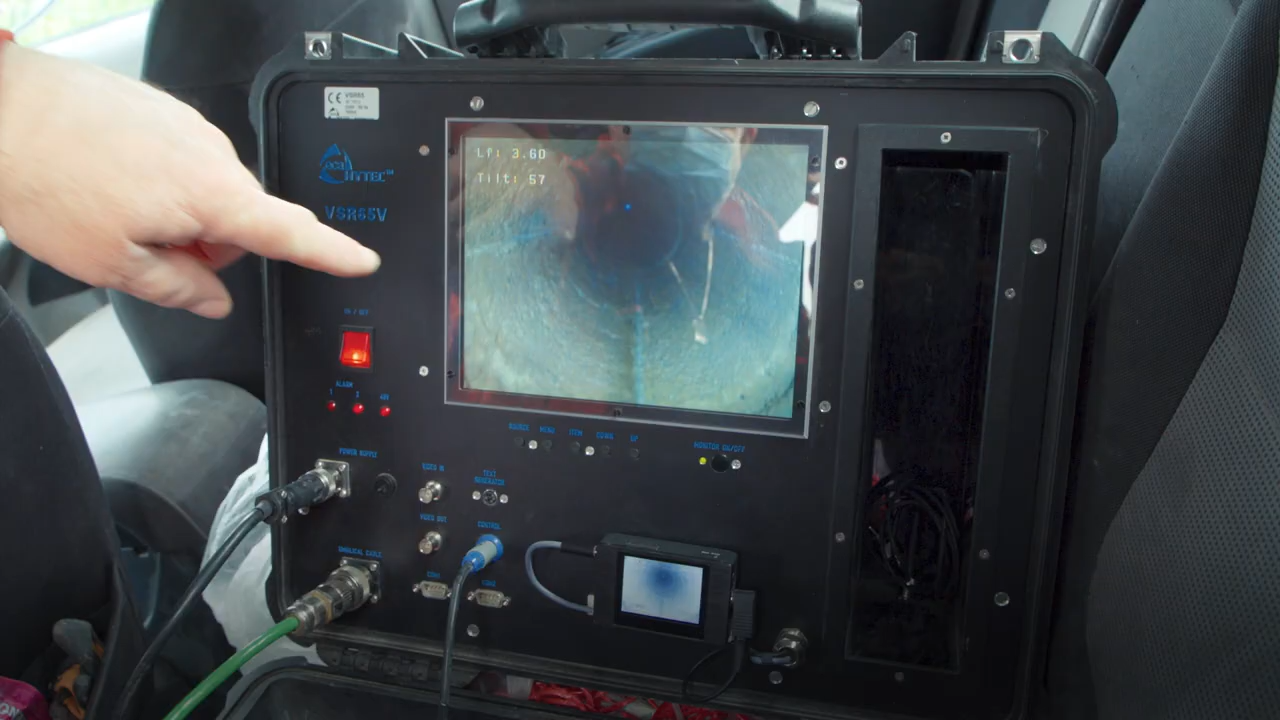 CE VSR65
HYTEC™
VSR65V
Lf: 3.60
Tilt: 57
ON / OFF
ALARM
1 2 48V
SOURCE MENU ITEM DOWN UP
MONITOR ON/OFF
POWER SUPPLY
VIDEO IN
TEXT GENERATOR
VIDEO OUT
CONTROL
UMBILICAL CABLE
COM1
COM2